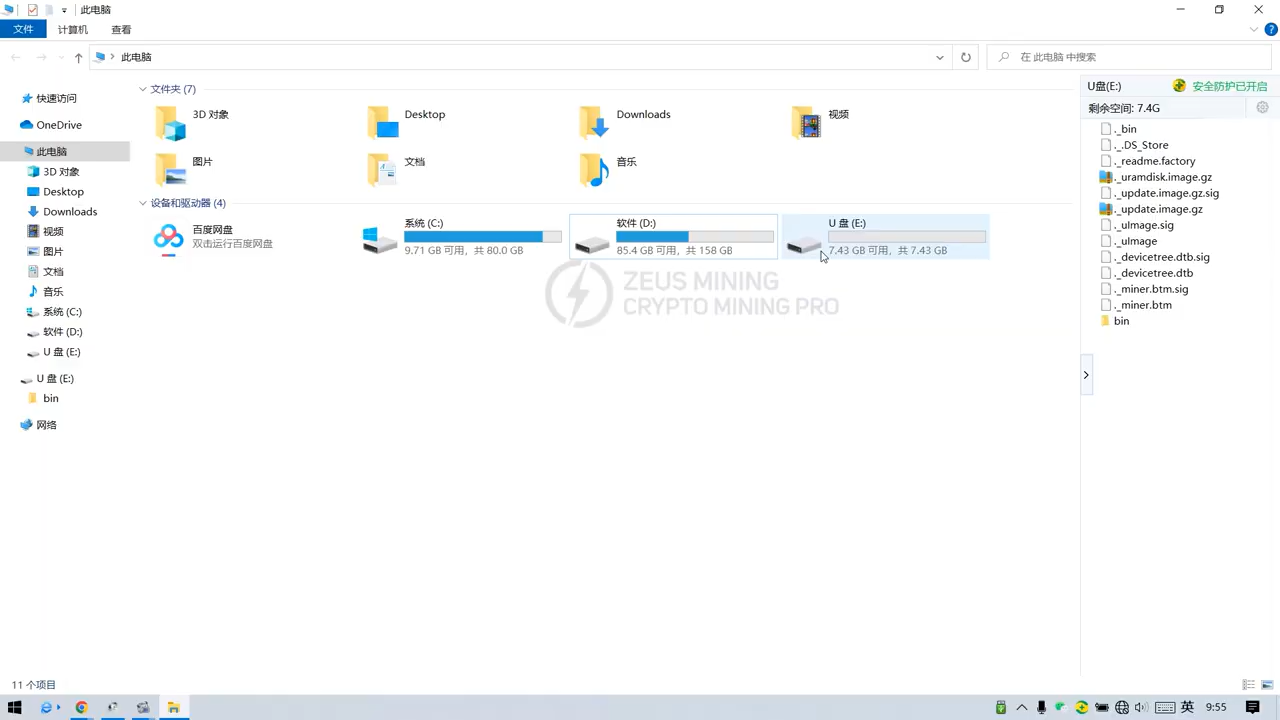 此电脑
文件
计算机
查看
此电脑
在 此电脑 中搜索
快速访问
OneDrive
此电脑
3D 对象
Desktop
Downloads
视频
图片
文档
音乐
系统 (C:)
软件 (D:)
U 盘 (E:)
U 盘 (E:)
bin
网络
文件夹 (7)
3D 对象
Desktop
Downloads
视频
图片
文档
音乐
设备和驱动器 (4)
百度网盘
双击运行百度网盘
系统 (C:)
9.71 GB 可用，共 80.0 GB
软件 (D:)
85.4 GB 可用，共 158 GB
U 盘 (E:)
7.43 GB 可用，共 7.43 GB
ZEUS MINING
CRYPTO MINING PRO
U盘(E:)
安全防护已开启
剩余空间: 7.4G
._bin
._.DS_Store
._readme.factory
._uramdisk.image.gz
._update.image.gz.sig
._update.image.gz
._uImage.sig
._uImage
._devicetree.dtb.sig
._devicetree.dtb
._miner.btm.sig
._miner.btm
bin
11 个项目
英
9:55